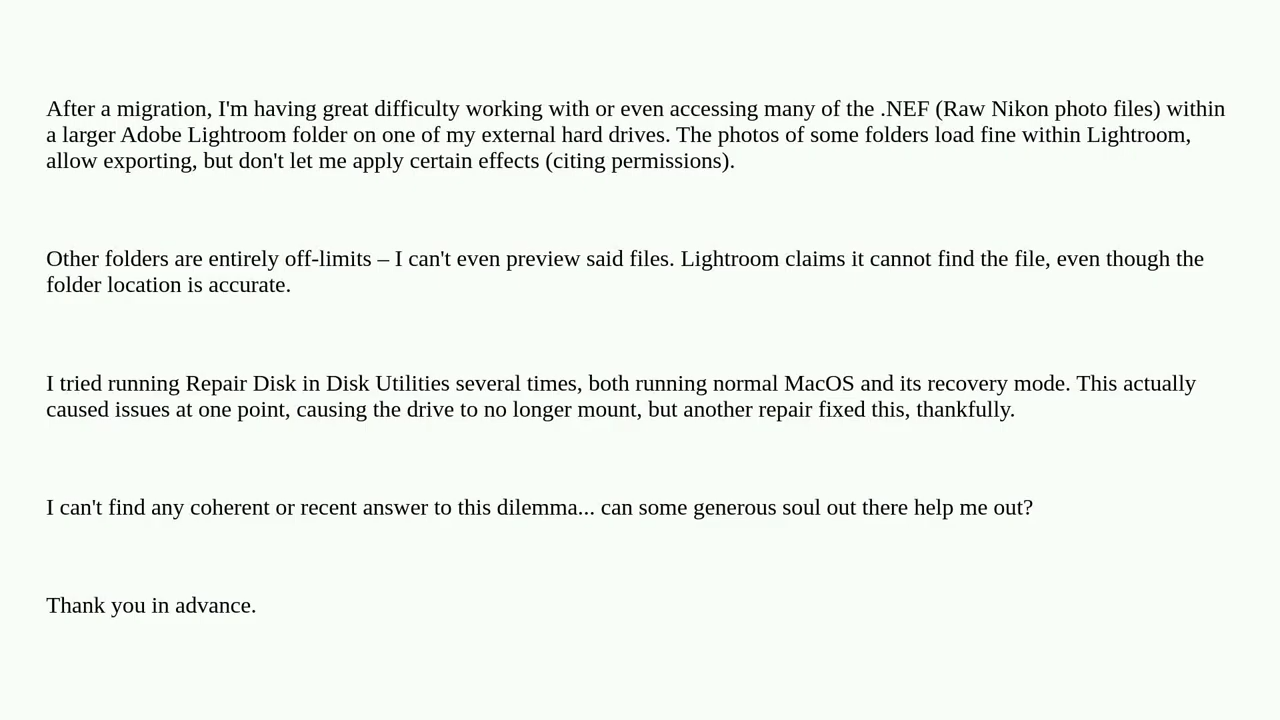 After a migration, I'm having great difficulty working with or even accessing many of the .NEF (Raw Nikon photo files) within
a larger Adobe Lightroom folder on one of my external hard drives. The photos of some folders load fine within Lightroom,
allow exporting, but don't let me apply certain effects (citing permissions).
Other folders are entirely off-limits – I can't even preview said files. Lightroom claims it cannot find the file, even though the
folder location is accurate.
I tried running Repair Disk in Disk Utilities several times, both running normal MacOS and its recovery mode. This actually
caused issues at one point, causing the drive to no longer mount, but another repair fixed this, thankfully.
I can't find any coherent or recent answer to this dilemma... can some generous soul out there help me out?
Thank you in advance.